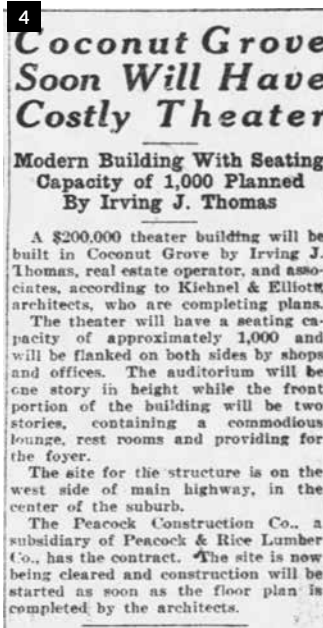 4
Coconut Grove
Soon Will Have
Costly Theater
Modern Building With Seating
Capacity of 1,000 Planned
By Irving J. Thomas
A $200,000 theater building will be
built in Coconut Grove by Irving J.
Thomas, real estate operator, and asso-
ciates, according to Kiehnel & Elliott,
architects, who are completing plans.
The theater will have a seating ca-
pacity of approximately 1,000 and
will be flanked on both sides by shops
and offices. The auditorium will be
one story in height while the front
portion of the building will be two
stories, containing a commodious
lounge, rest rooms and providing for
the foyer.
The site for the structure is on the
west side of main highway, in the
center of the suburb.
The Peacock Construction Co., a
subsidiary of Peacock & Rice Lumber
Co., has the contract. The site is now
being cleared and construction will be
started as soon as the floor plan is
completed by the architects.